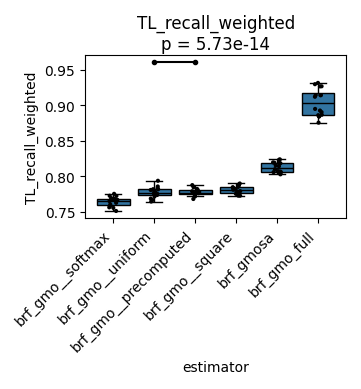 TL_recall_weighted
p = 5.73e-14
TL_recall_weighted
0.95
0.90
0.85
0.80
0.75
brf_gmo__softmax
brf_gmo__uniform
brf_gmo__precomputed
brf_gmo__square
brf_gmosa
brf_gmo_full
estimator